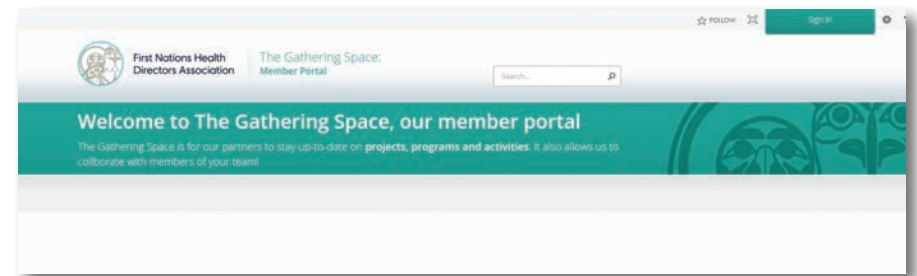 FOLLOW
Sign In
First Nations Health
Directors Association
The Gathering Space:
Member Portal
Search...
Welcome to The Gathering Space, our member portal
The Gathering Space is for our partners to stay up-to-date on projects, programs and activities. It also allows us to
collborate with members of your team!